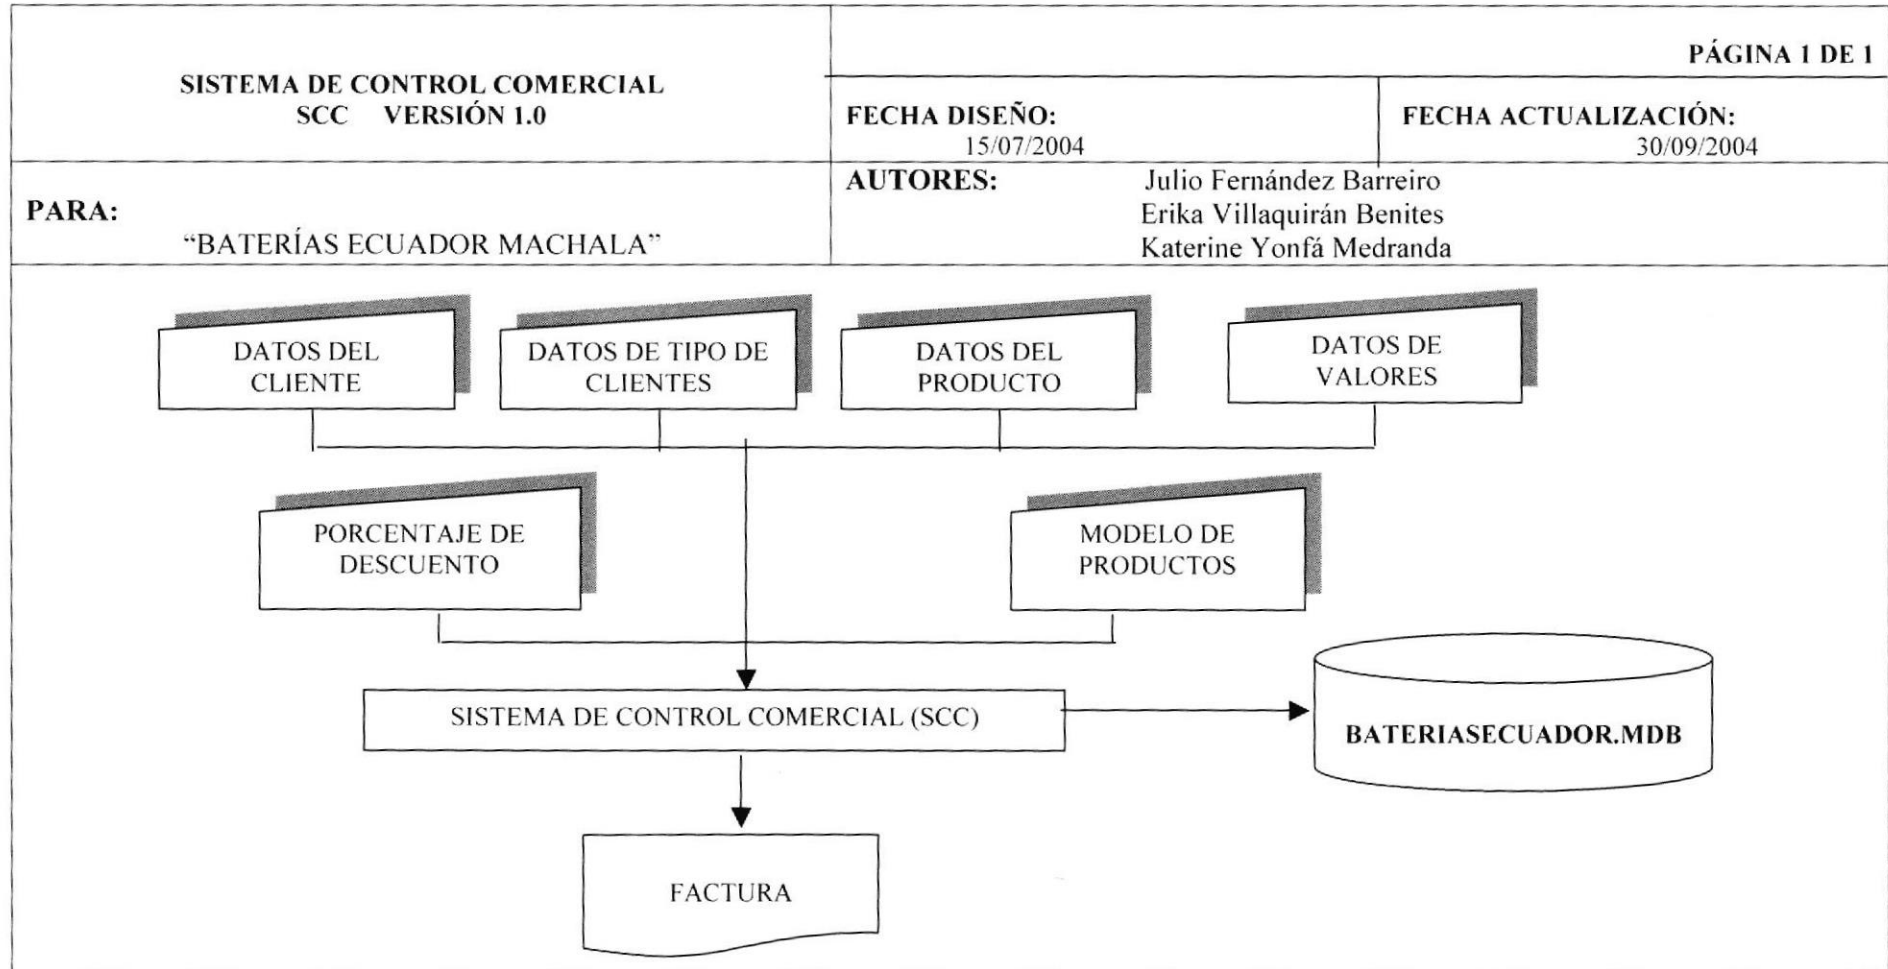 PÁGINA 1 DE 1
SISTEMA DE CONTROL COMERCIAL
SCC VERSIÓN 1.0
FECHA DISEÑO:
15/07/2004
FECHA ACTUALIZACIÓN:
30/09/2004
PARA:
“BATERÍAS ECUADOR MACHALA”
AUTORES: Julio Fernández Barreiro
Erika Villaquirán Benites
Katerine Yonfá Medranda
DATOS DEL
CLIENTE
DATOS DE TIPO DE
CLIENTES
DATOS DEL
PRODUCTO
DATOS DE
VALORES
PORCENTAJE DE
DESCUENTO
MODELO DE
PRODUCTOS
SISTEMA DE CONTROL COMERCIAL (SCC)
BATERIASECUADOR.MDB
FACTURA